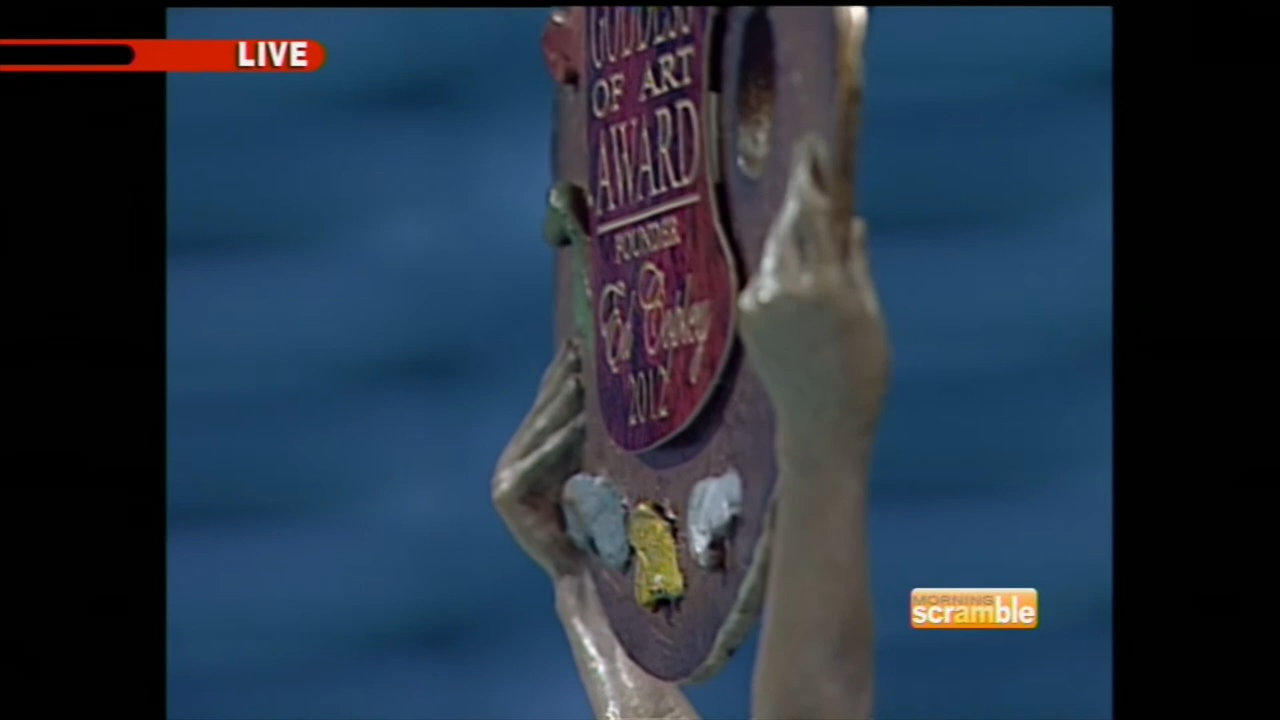 LIVE
GODDESS
OF ART
AWARD
FOUNDER
2012
MORNING
scramble